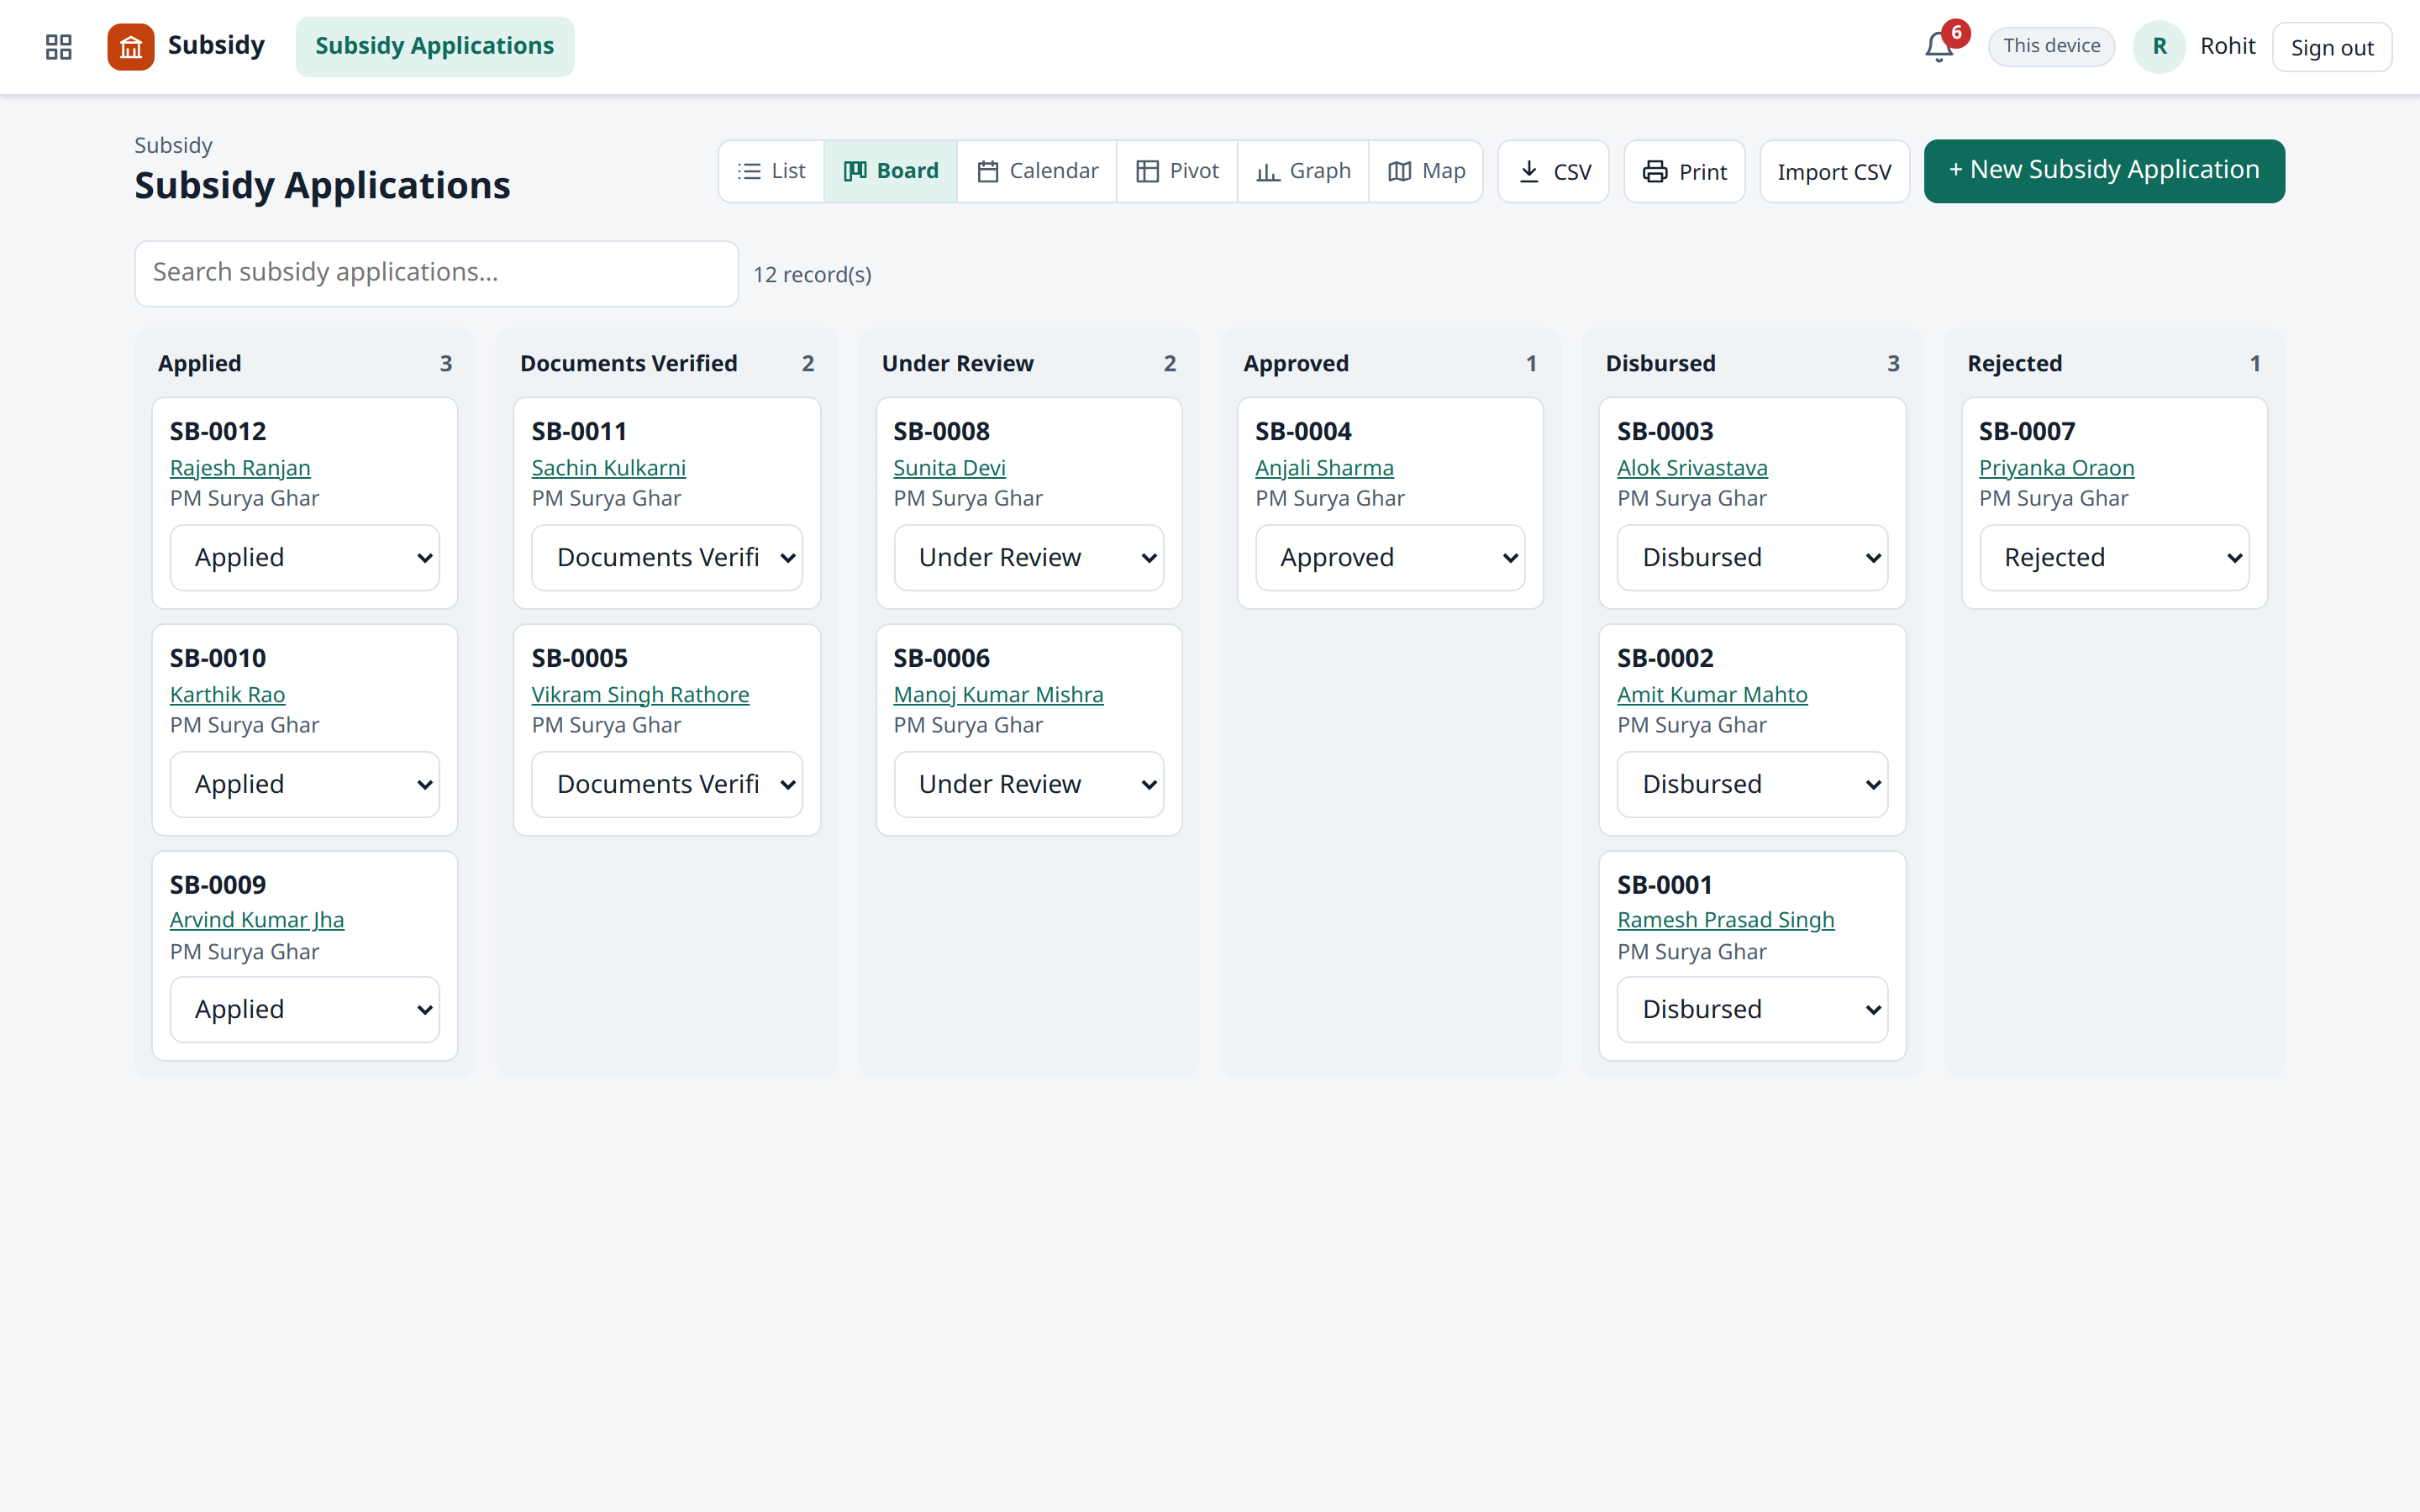 Subsidy
Subsidy Applications
6
This device
R
Rohit
Sign out
Subsidy
Subsidy Applications
List
Board
Calendar
Pivot
Graph
Map
CSV
Print
Import CSV
+ New Subsidy Application
Search subsidy applications...
12 record(s)
Applied 3
SB-0012
Rajesh Ranjan
PM Surya Ghar
Applied
SB-0010
Karthik Rao
PM Surya Ghar
Applied
SB-0009
Arvind Kumar Jha
PM Surya Ghar
Applied
Documents Verified 2
SB-0011
Sachin Kulkarni
PM Surya Ghar
Documents Verifi
SB-0005
Vikram Singh Rathore
PM Surya Ghar
Documents Verifi
Under Review 2
SB-0008
Sunita Devi
PM Surya Ghar
Under Review
SB-0006
Manoj Kumar Mishra
PM Surya Ghar
Under Review
Approved 1
SB-0004
Anjali Sharma
PM Surya Ghar
Approved
Disbursed 3
SB-0003
Alok Srivastava
PM Surya Ghar
Disbursed
SB-0002
Amit Kumar Mahto
PM Surya Ghar
Disbursed
SB-0001
Ramesh Prasad Singh
PM Surya Ghar
Disbursed
Rejected 1
SB-0007
Priyanka Oraon
PM Surya Ghar
Rejected